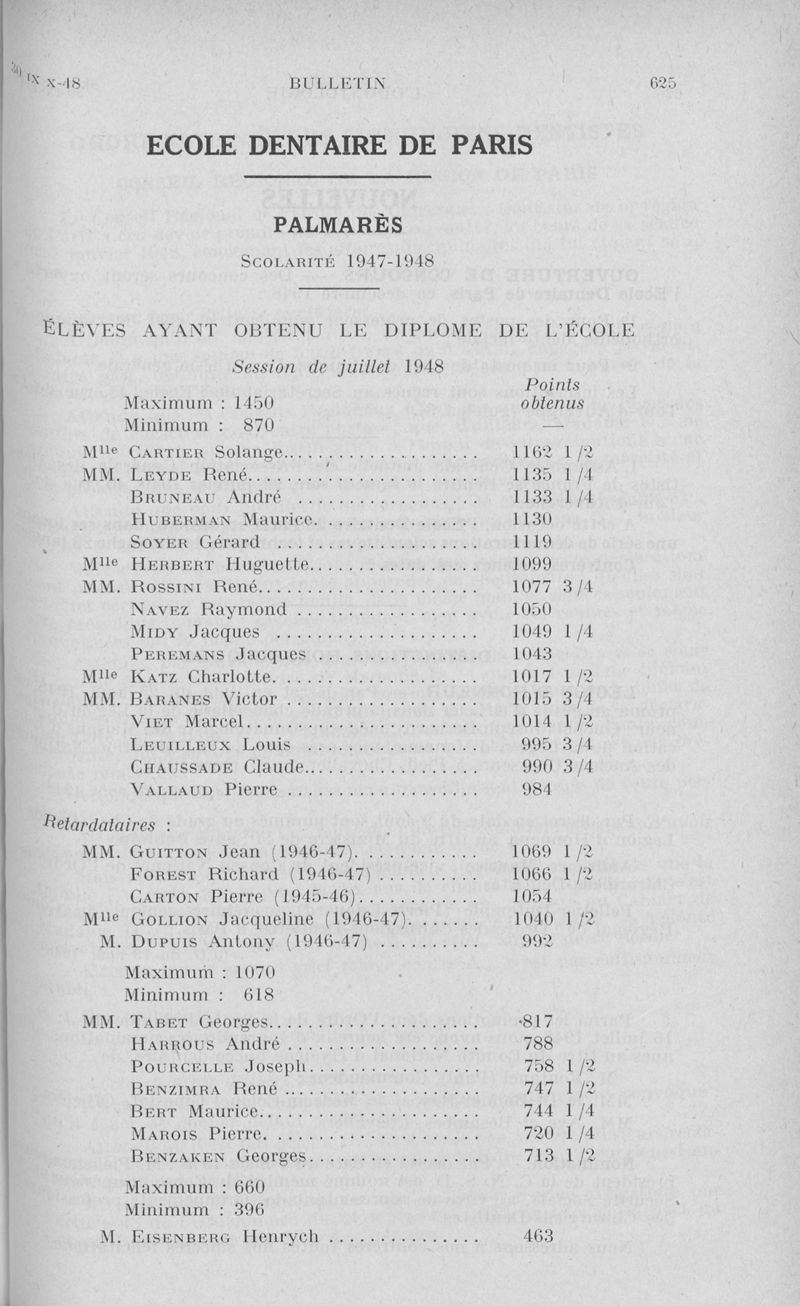 IX X-48 BULLETIN 625
ECOLE DENTAIRE DE PARIS
PALMARÈS
SCOLARITÉ 1947-1948
ÉLÈVES AYANT OBTENU LE DIPLOME DE L'ÉCOLE
Session de juillet 1948
Points
Maximum : 1450 obtenus
Minimum : 870 —
Mlle CARTIER Solange.................... 1162 1/2
MM. LEYDE René........................ 1135 1/4
BRUNEAU André .................. 1133 1/4
HUBERMAN Maurice................ 1130
SOYER Gérard .................... 1119
Mlle HERBERT Huguette................. 1099
MM. ROSSINI René...................... 1077 3/4
NAVEZ Raymond .................. 1050
MIDY Jacques .................... 1049 1/4
PEREMANS Jacques ................ 1043
Mlle KATZ Charlotte.................... 1017 1/2
MM. BARANES Victor ................... 1015 3/4
VIET Marcel....................... 1014 1/2
LEUILLEUX Louis ................. 995 3/4
CHAUSSADE Claude.................. 990 3/4
VALLAUD Pierre ................... 984
Retardataires :
MM. GUITTON Jean (1946-47)............. 1069 1/2
FOREST Richard (1946-47) .......... 1066 1/2
CARTON Pierre (1945-46)............ 1054
Mlle GOLLION Jacqueline (1946-47)....... 1040 1/2
M. DUPUIS Antony (1946-47) .......... 992
Maximum : 1070
Minimum : 618
MM. TABET Georges..................... 817
HARROUS André ................... 788
POURCELLE Joseph................. 758 1/2
BENZIMRA René ................... 747 1/2
BERT Maurice...................... 744 1/4
MAROIS Pierre..................... 720 1/4
BENZAKEN Georges................. 713 1/2
Maximum : 660
Minimum : 396
M. EISENBERG Henrych ............... 463